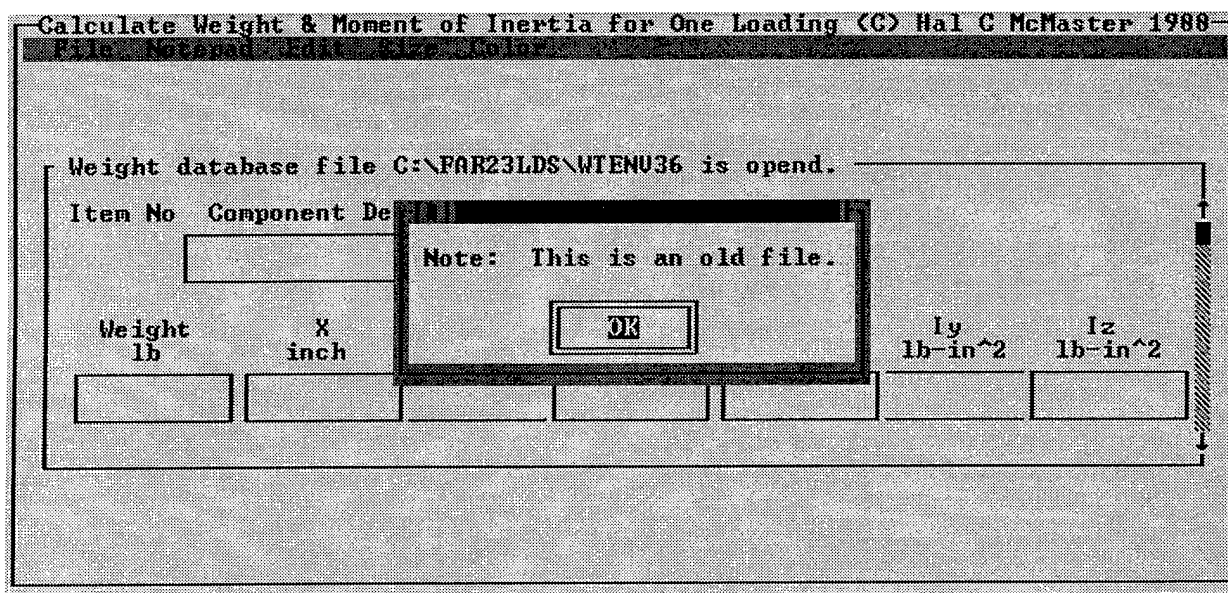 Calculate Weight & Moment of Inertia for One Loading (C) Hal C McMaster 1988
File Notepad Edit Size Color
Weight database file C:\FAR23LDS\WTENV36 is opend.
Item No Component De
Note: This is an old file.
OK
Weight X Iy Iz
lb inch lb-in^2 lb-in^2